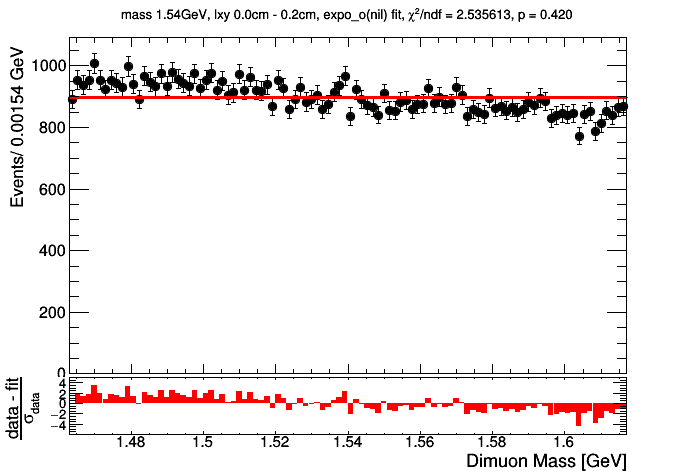 mass 1.54GeV, lxy 0.0cm - 0.2cm, expo_o(nil) fit, χ²/ndf = 2.535613, p = 0.420
Events/ 0.00154 GeV
1000
800
600
400
200
0
data - fit
σdata
4
2
0
−2
−4
1.48 1.5 1.52 1.54 1.56 1.58 1.6
Dimuon Mass [GeV]